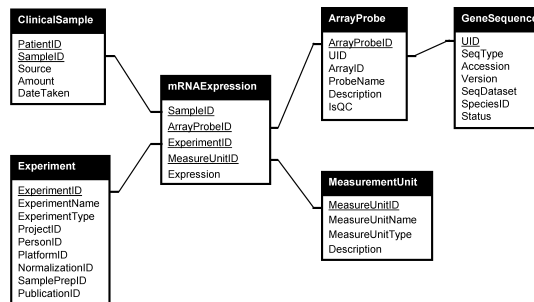 ClinicalSample
PatientID
SampleID
Source
Amount
DateTaken
Experiment
ExperimentID
ExperimentName
ExperimentType
ProjectID
PersonID
PlatformID
NormalizationID
SamplePrepID
PublicationID
mRNAExpression
SampleID
ArrayProbeID
ExperimentID
MeasureUnitID
Expression
ArrayProbe
ArrayProbeID
UID
ArrayID
ProbeName
Description
IsQC
MeasurementUnit
MeasureUnitID
MeasureUnitName
MeasureUnitType
Description
GeneSequence
UID
SeqType
Accession
Version
SeqDataset
SpeciesID
Status